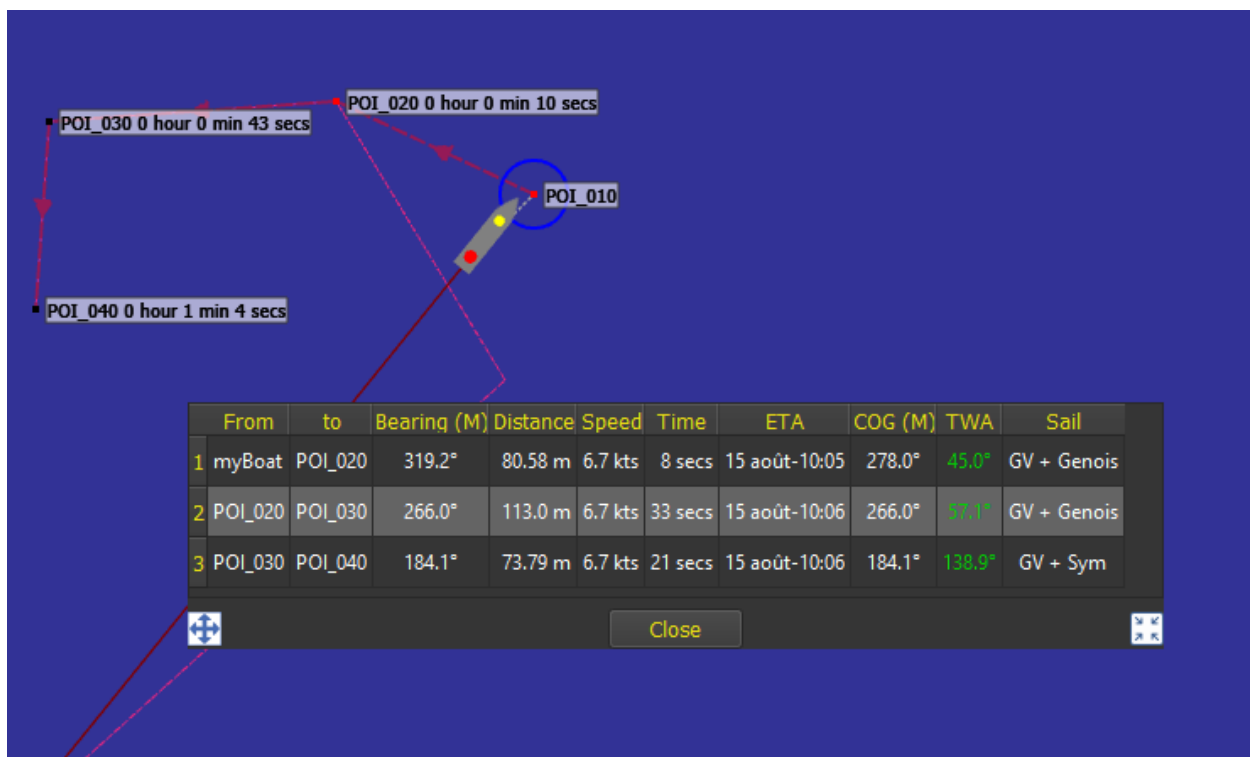 POI_020 0 hour 0 min 10 secs
POI_030 0 hour 0 min 43 secs
POI_010
POI_040 0 hour 1 min 4 secs
From to Bearing (M) Distance Speed Time ETA COG (M) TWA Sail
1 myBoat POI_020 319.2° 80.58 m 6.7 kts 8 secs 15 août-10:05 278.0° 45.0° GV + Genois
2 POI_020 POI_030 266.0° 113.0 m 6.7 kts 33 secs 15 août-10:06 266.0° 57.1° GV + Genois
3 POI_030 POI_040 184.1° 73.79 m 6.7 kts 21 secs 15 août-10:06 184.1° 138.9° GV + Sym
Close